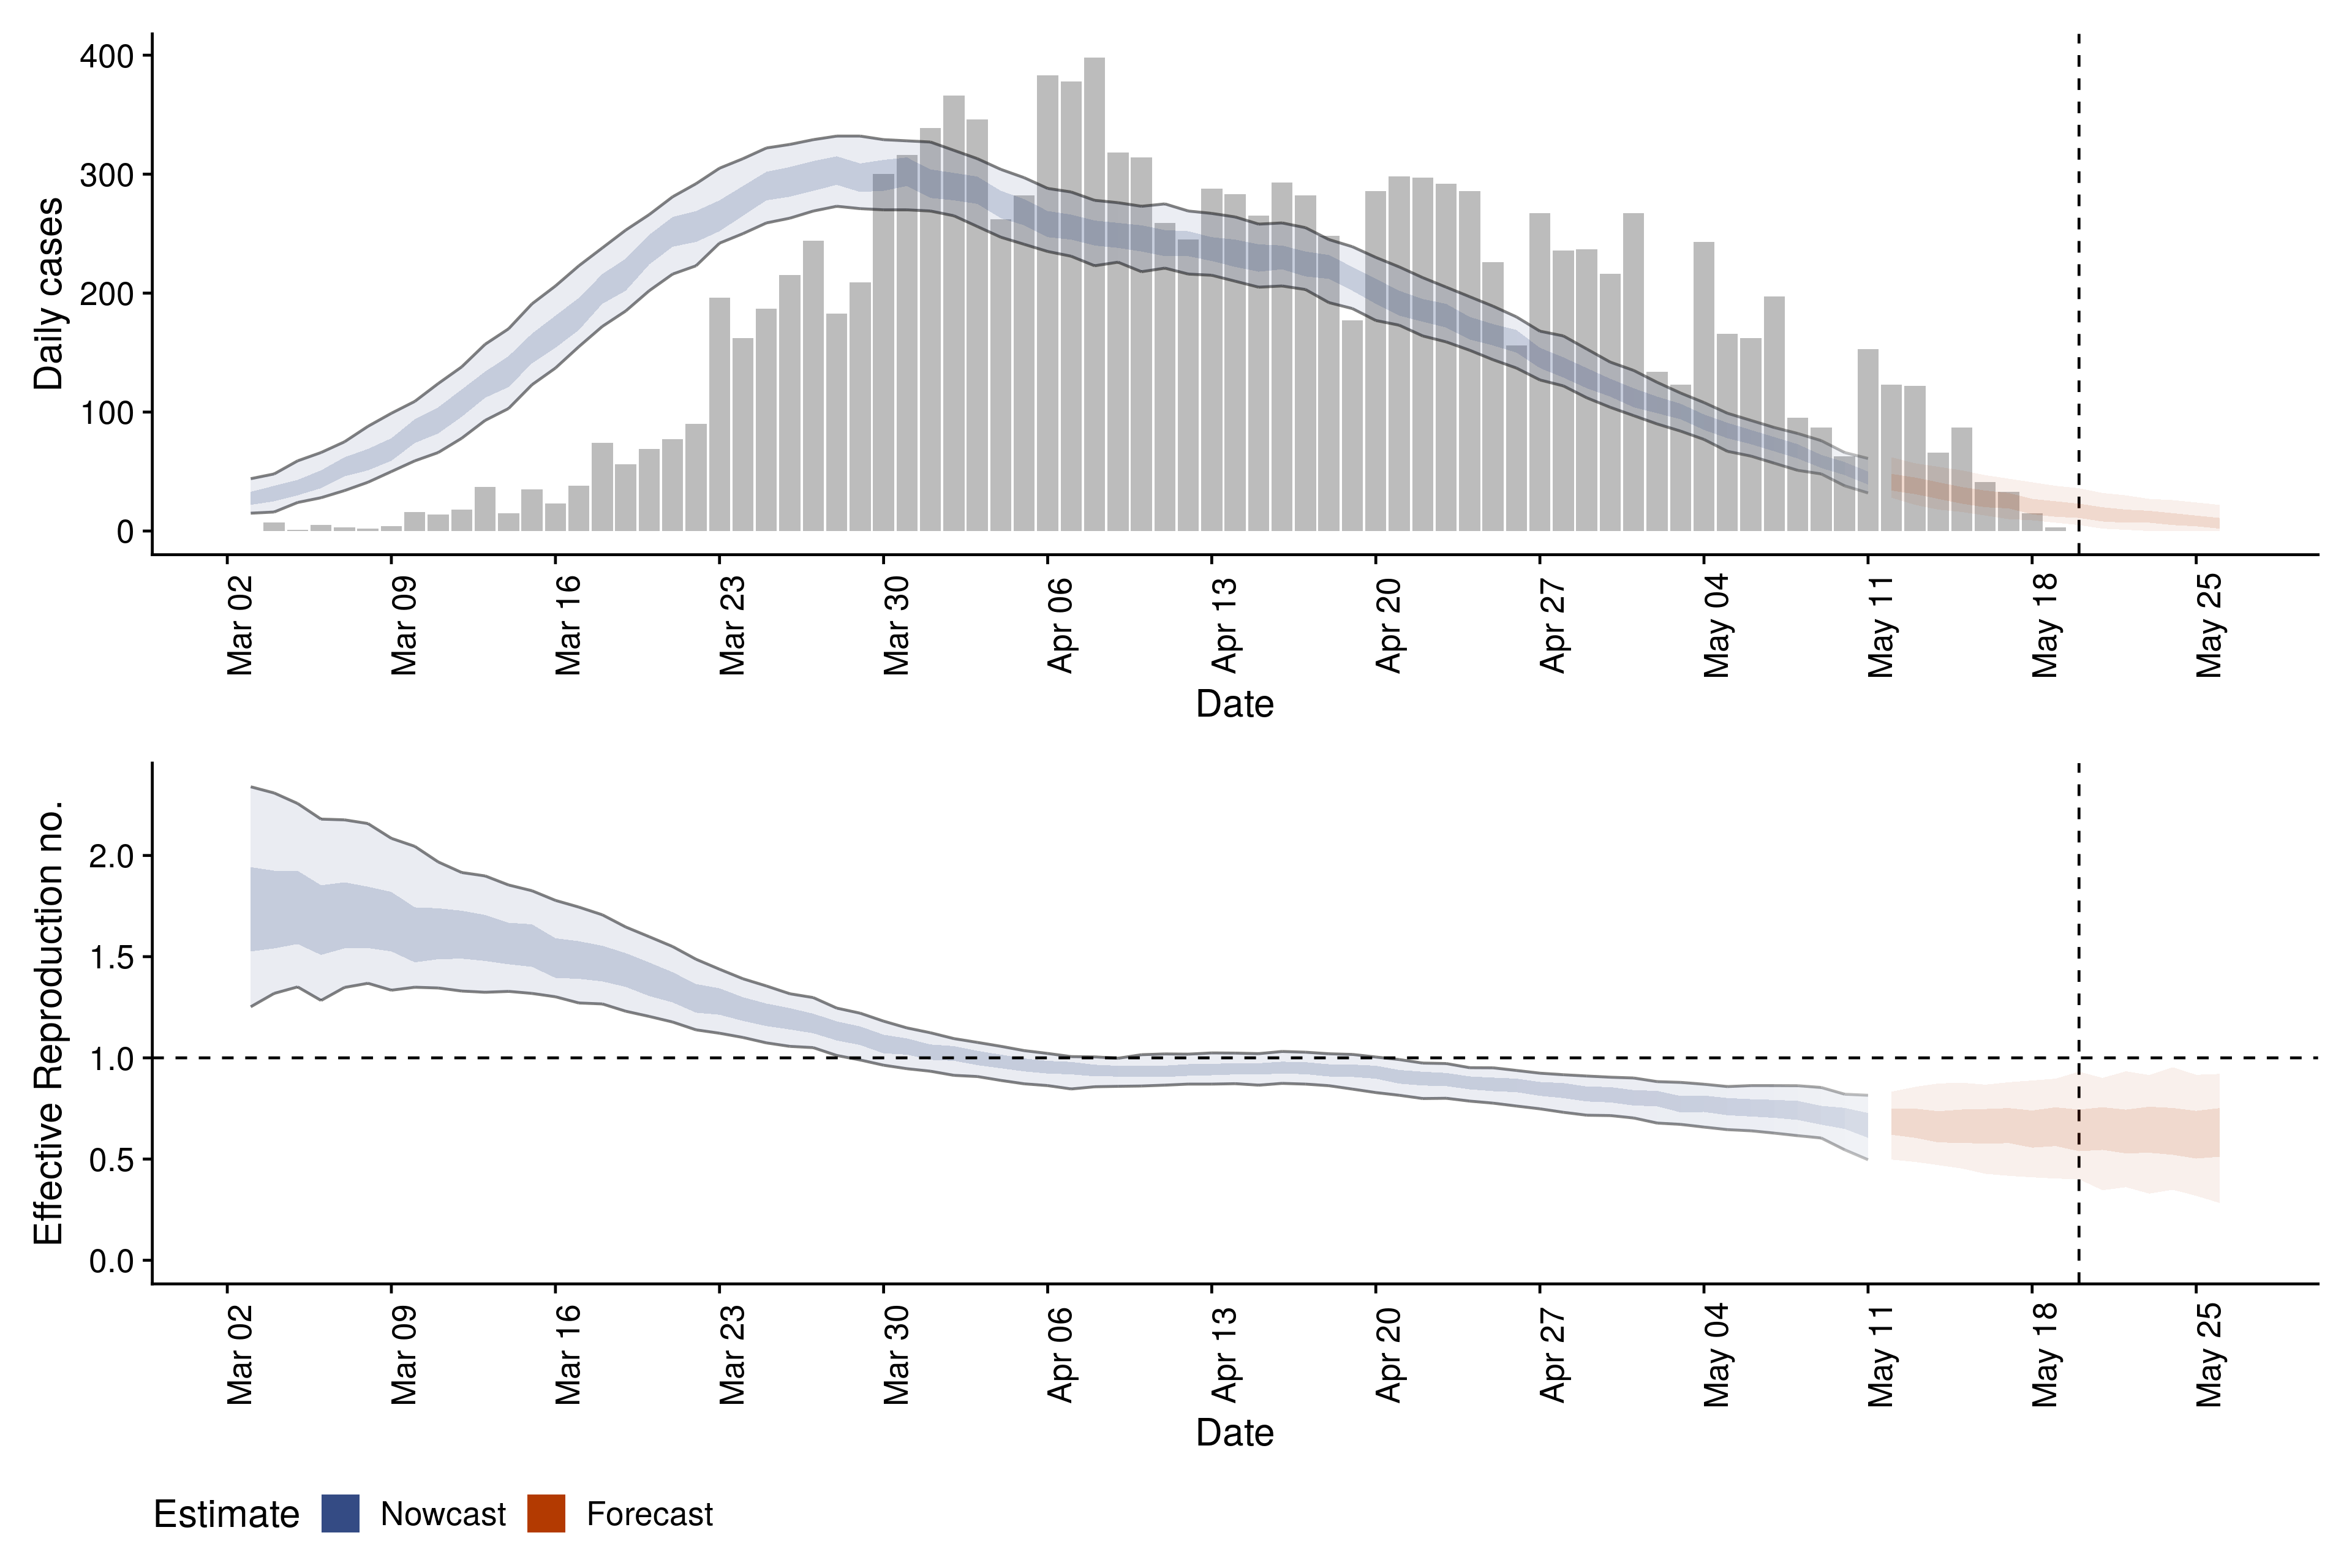 Daily cases
400
300
200
100
0
Mar 02
Mar 09
Mar 16
Mar 23
Mar 30
Apr 06
Apr 13
Apr 20
Apr 27
May 04
May 11
May 18
May 25
Date
Effective Reproduction no.
2.0
1.5
1.0
0.5
0.0
Mar 02
Mar 09
Mar 16
Mar 23
Mar 30
Apr 06
Apr 13
Apr 20
Apr 27
May 04
May 11
May 18
May 25
Date
Estimate Nowcast Forecast